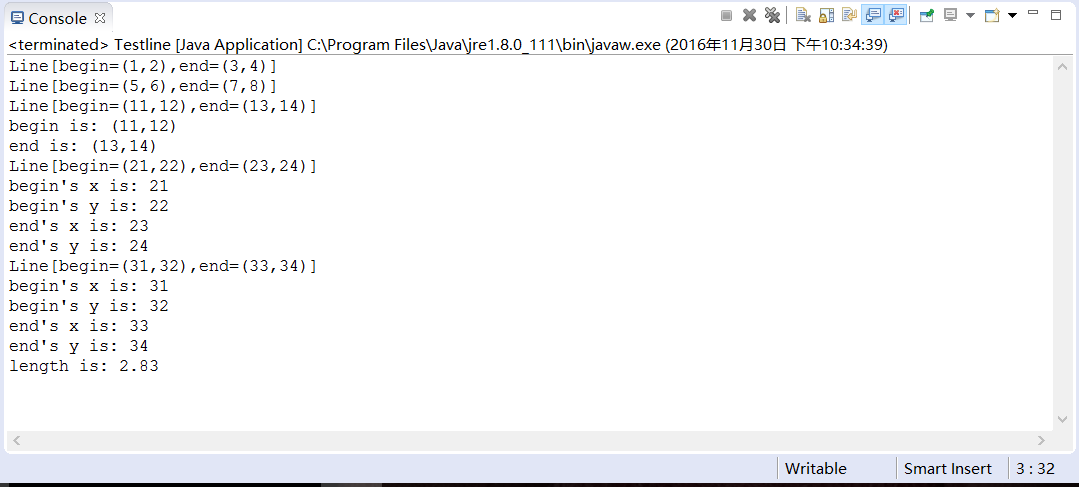 Console
<terminated> Testline [Java Application] C:\Program Files\Java\jre1.8.0_111\bin\javaw.exe (2016年11月30日 下午10:34:39)
Line[begin=(1,2),end=(3,4)]
Line[begin=(5,6),end=(7,8)]
Line[begin=(11,12),end=(13,14)]
begin is: (11,12)
end is: (13,14)
Line[begin=(21,22),end=(23,24)]
begin's x is: 21
begin's y is: 22
end's x is: 23
end's y is: 24
Line[begin=(31,32),end=(33,34)]
begin's x is: 31
begin's y is: 32
end's x is: 33
end's y is: 34
length is: 2.83
Writable Smart Insert 3 : 32